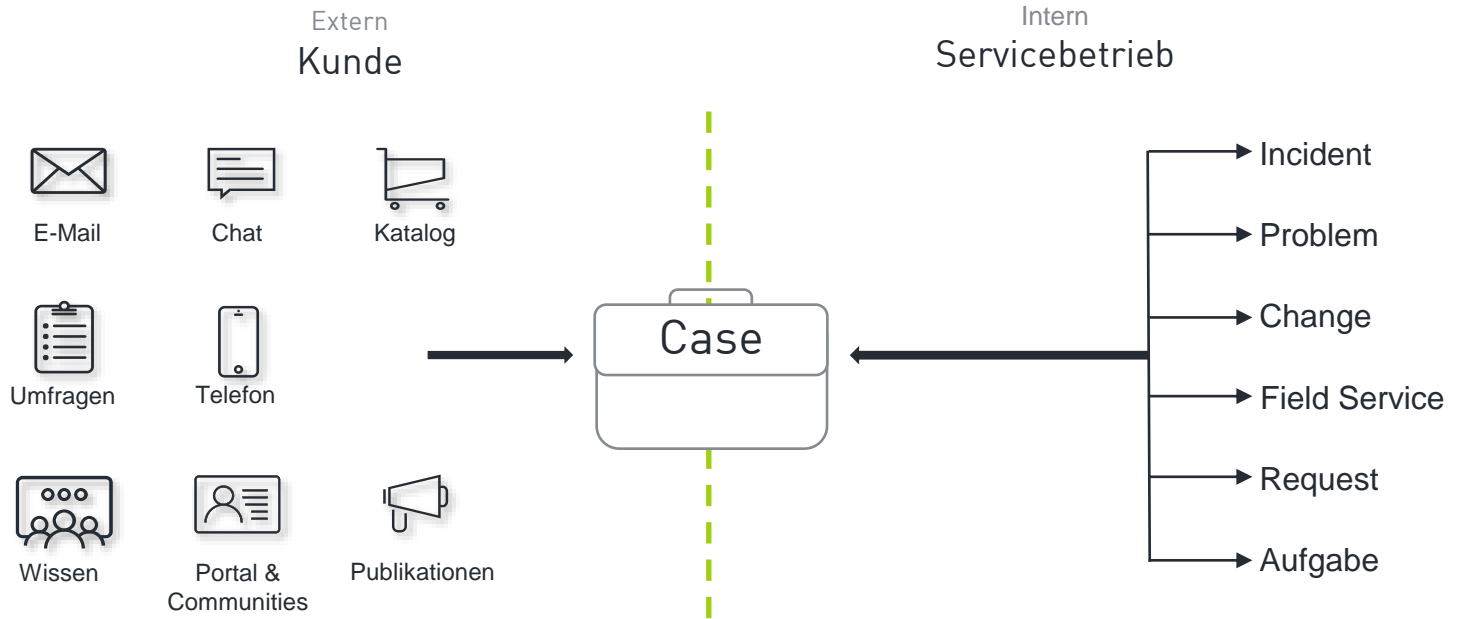 Extern
Kunde
Intern
Servicebetrieb
E-Mail
Chat
Katalog
Umfragen
Telefon
Wissen
Portal &
Communities
Publikationen
Case
Incident
Problem
Change
Field Service
Request
Aufgabe